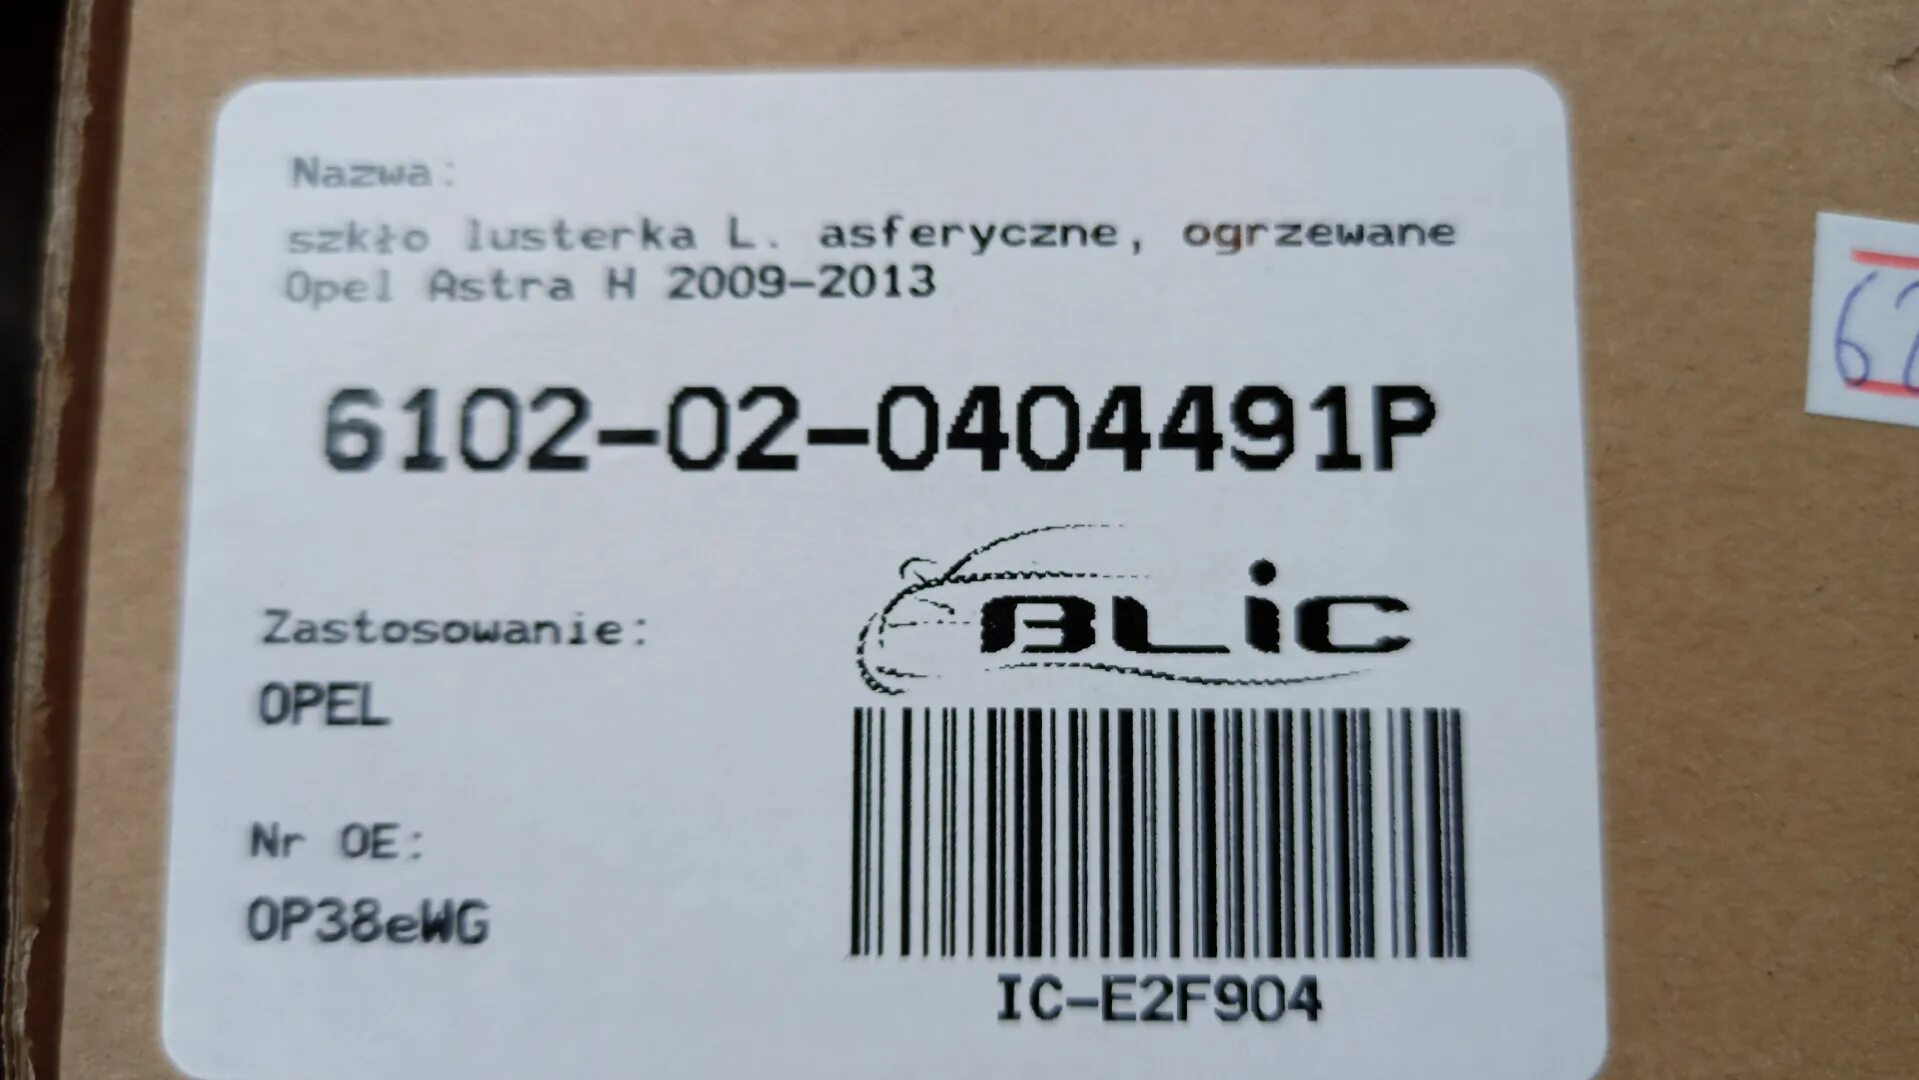 Nazwa:
szkło lusterka L. asferyczne, ogrzewane
Opel Astra H 2009-2013
6102-02-0404491P
BLiC
Zastosowanie:
OPEL
Nr OE:
OP38eWG
IC-E2F904